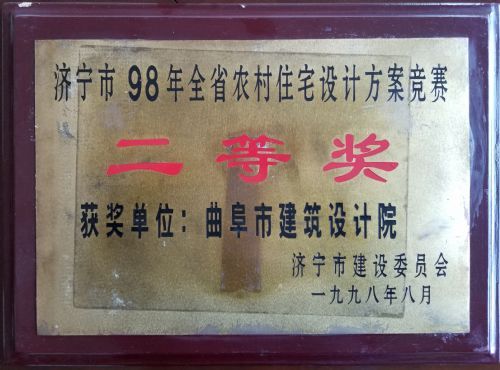 济宁市98年全省农村住宅设计方案竞赛
二等奖
获奖单位：曲阜市建筑设计院
济宁市建设委员会
一九九八年八月